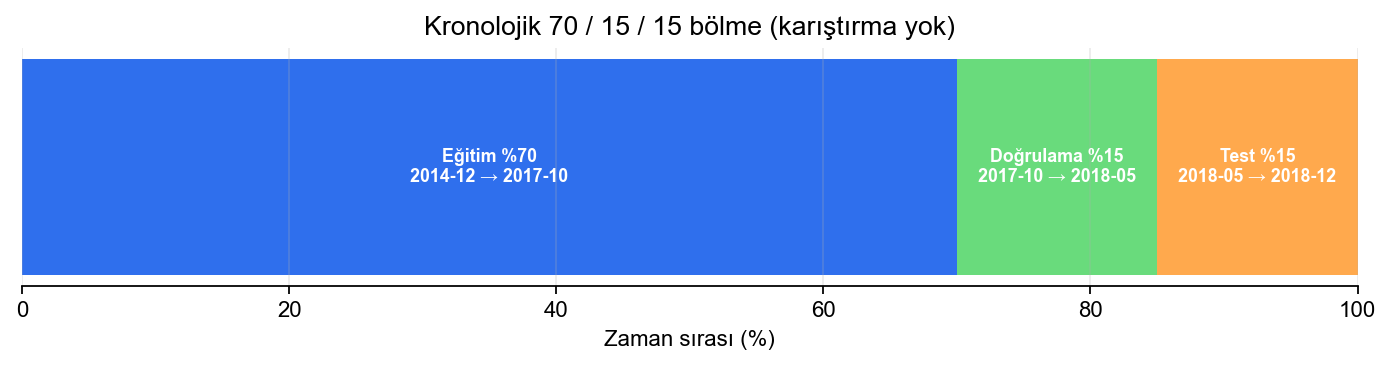 Kronolojik 70 / 15 / 15 bölme (karıştırma yok)
Eğitim %70
2014-12 → 2017-10
Doğrulama %15
2017-10 → 2018-05
Test %15
2018-05 → 2018-12
0 20 40 60 80 100
Zaman sırası (%)